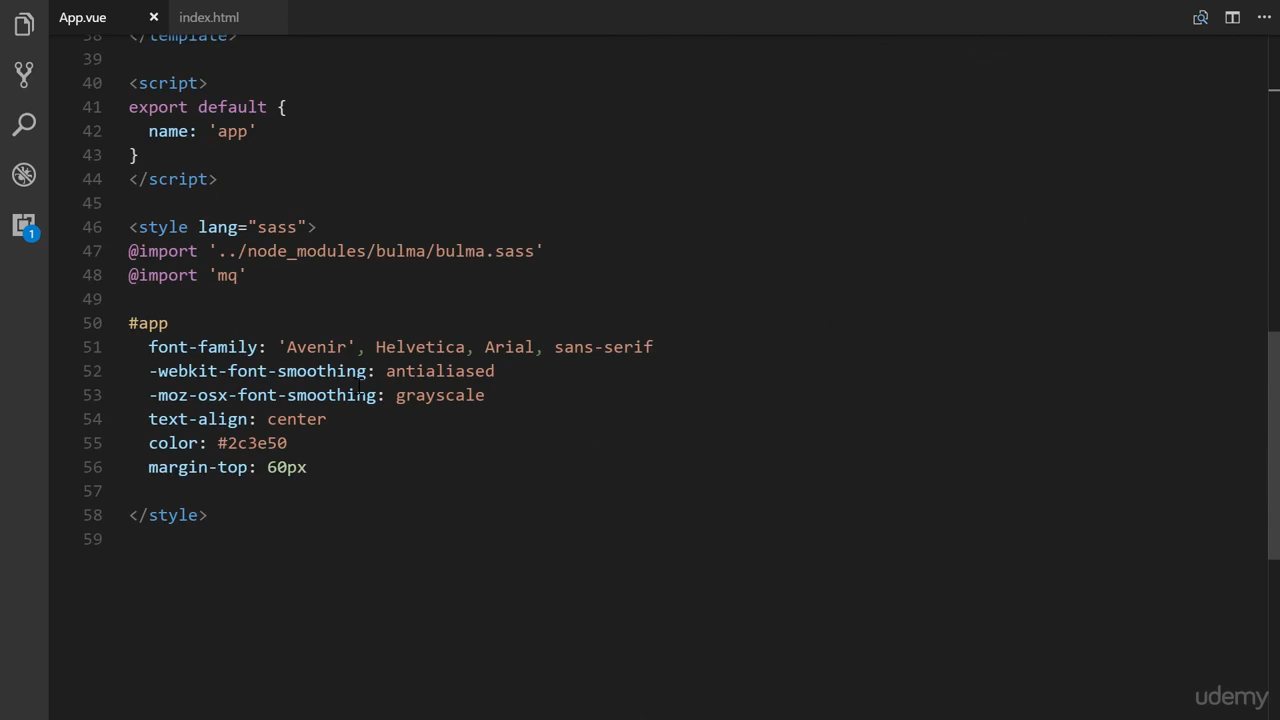 App.vue × index.html
38 </template>
39
40 <script>
41 export default {
42   name: 'app'
43 }
44 </script>
45
46 <style lang="sass">
47 @import '../node_modules/bulma/bulma.sass'
48 @import 'mq'
49
50 #app
51   font-family: 'Avenir', Helvetica, Arial, sans-serif
52   -webkit-font-smoothing: antialiased
53   -moz-osx-font-smoothing: grayscale
54   text-align: center
55   color: #2c3e50
56   margin-top: 60px
57
58 </style>
59
1
udemy